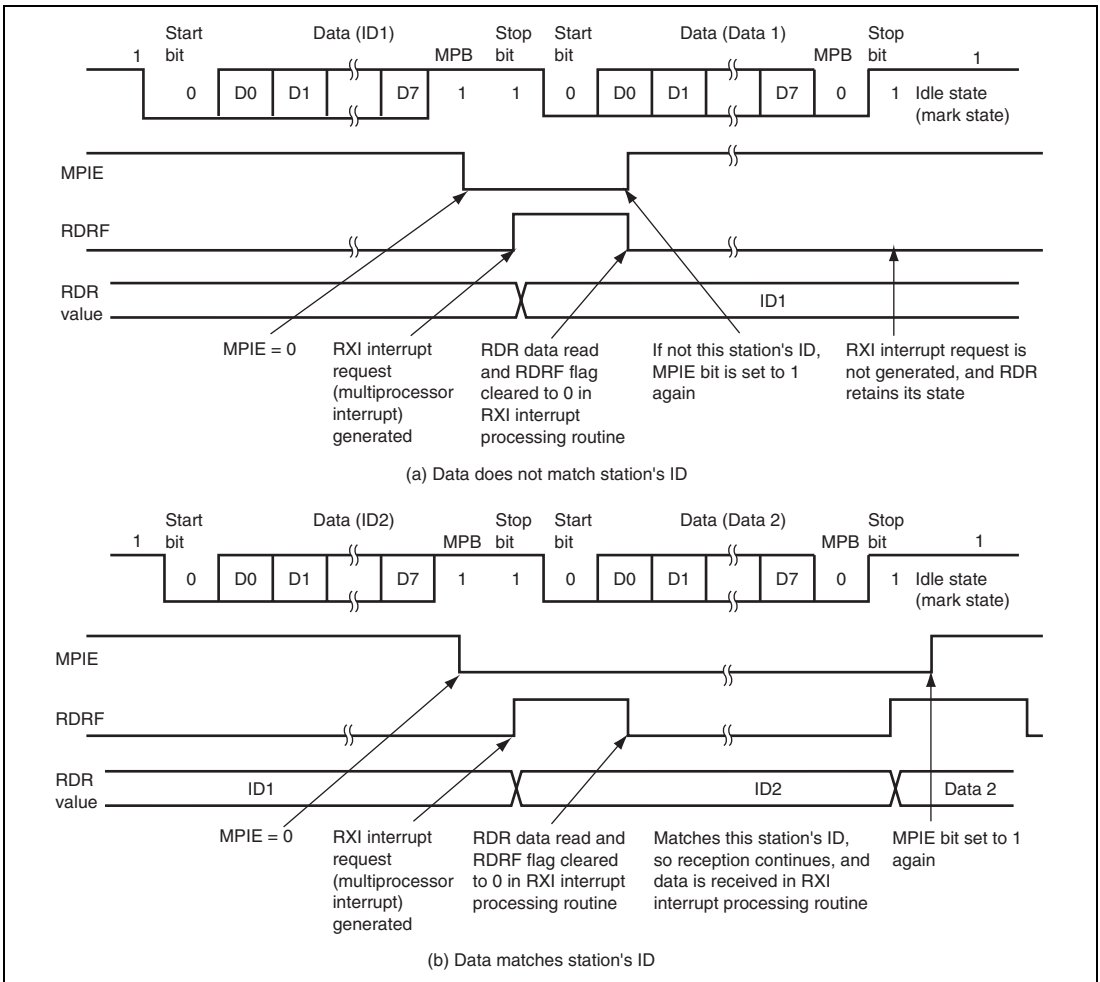 Start bit
Data (ID1)
MPB
Stop bit
Start bit
Data (Data 1)
MPB
Stop bit
1
1
0
D0
D1
D7
1
1
0
D0
D1
D7
0
1
Idle state
(mark state)
MPIE
RDRF
RDR
value
ID1
MPIE = 0
RXI interrupt
request
(multiprocessor
interrupt)
generated
RDR data read
and RDRF flag
cleared to 0 in
RXI interrupt
processing routine
If not this station's ID,
MPIE bit is set to 1
again
RXI interrupt request is
not generated, and RDR
retains its state
(a) Data does not match station's ID
Start bit
Data (ID2)
MPB
Stop bit
Start bit
Data (Data 2)
MPB
Stop bit
1
1
0
D0
D1
D7
1
1
0
D0
D1
D7
0
1
Idle state
(mark state)
MPIE
RDRF
RDR
value
ID1
ID2
Data 2
MPIE = 0
RXI interrupt
request
(multiprocessor
interrupt)
generated
RDR data read and
RDRF flag cleared
to 0 in RXI interrupt
processing routine
Matches this station's ID,
so reception continues, and
data is received in RXI
interrupt processing routine
MPIE bit set to 1
again
(b) Data matches station's ID